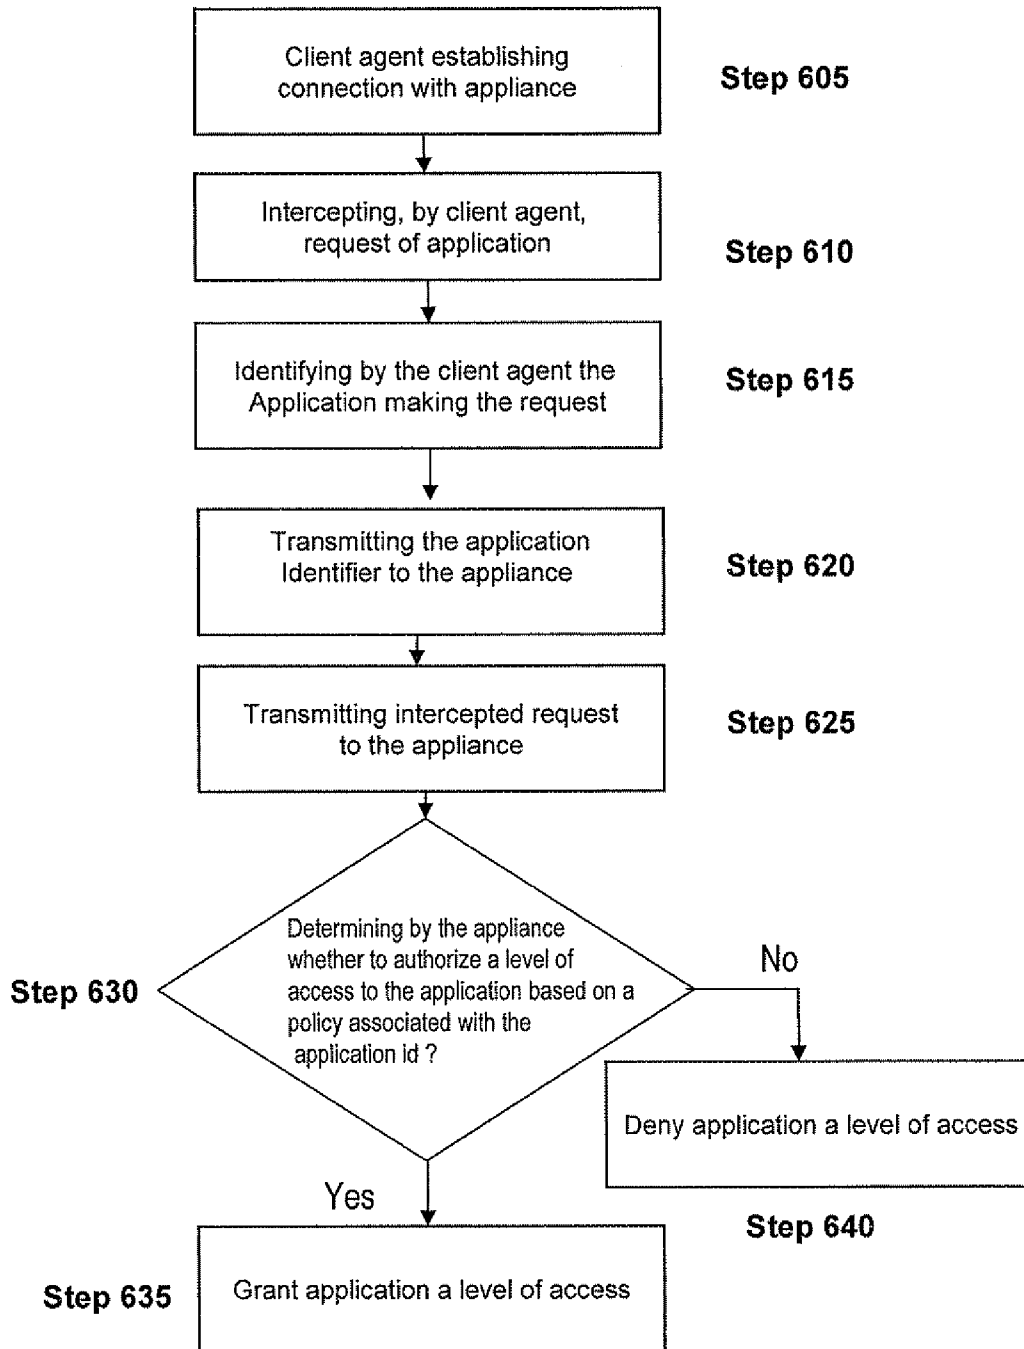 Client agent establishing
connection with appliance
Step 605
Intercepting, by client agent,
request of application
Step 610
Identifying by the client agent the
Application making the request
Step 615
Transmitting the application
Identifier to the appliance
Step 620
Transmitting intercepted request
to the appliance
Step 625
Determining by the appliance
whether to authorize a level of
access to the application based on a
policy associated with the
application id ?
Step 630
No
Deny application a level of access
Step 640
Yes
Grant application a level of access
Step 635